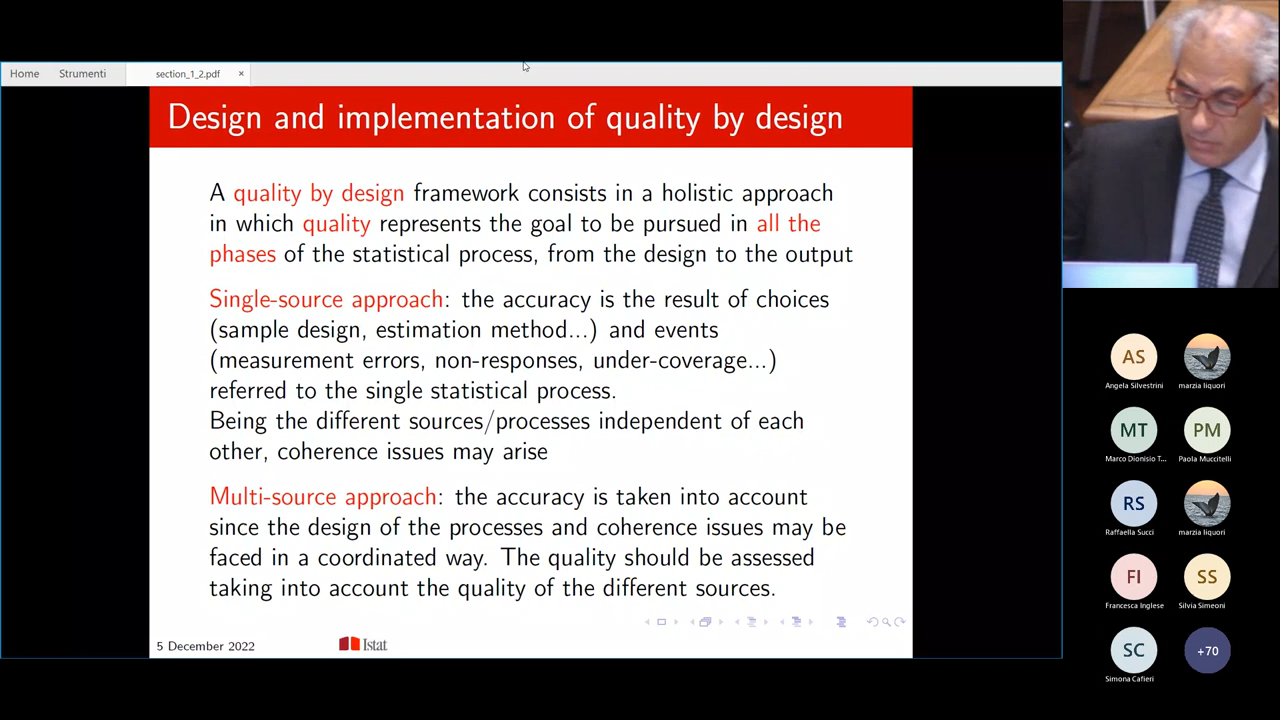 Home
Strumenti
section_1_2.pdf
×
Design and implementation of quality by design
A quality by design framework consists in a holistic approach
in which quality represents the goal to be pursued in all the
phases of the statistical process, from the design to the output
Single-source approach: the accuracy is the result of choices
(sample design, estimation method...) and events
(measurement errors, non-responses, under-coverage...)
referred to the single statistical process.
Being the different sources/processes independent of each
other, coherence issues may arise
Multi-source approach: the accuracy is taken into account
since the design of the processes and coherence issues may be
faced in a coordinated way. The quality should be assessed
taking into account the quality of the different sources.
5 December 2022
Istat
AS
Angela Silvestrini
marzia liquori
MT
Marco Dionisio T...
PM
Paola Muccitelli
RS
Raffaella Succi
marzia liquori
FI
Francesca Inglese
SS
Silvia Simeoni
SC
Simona Cafieri
+70